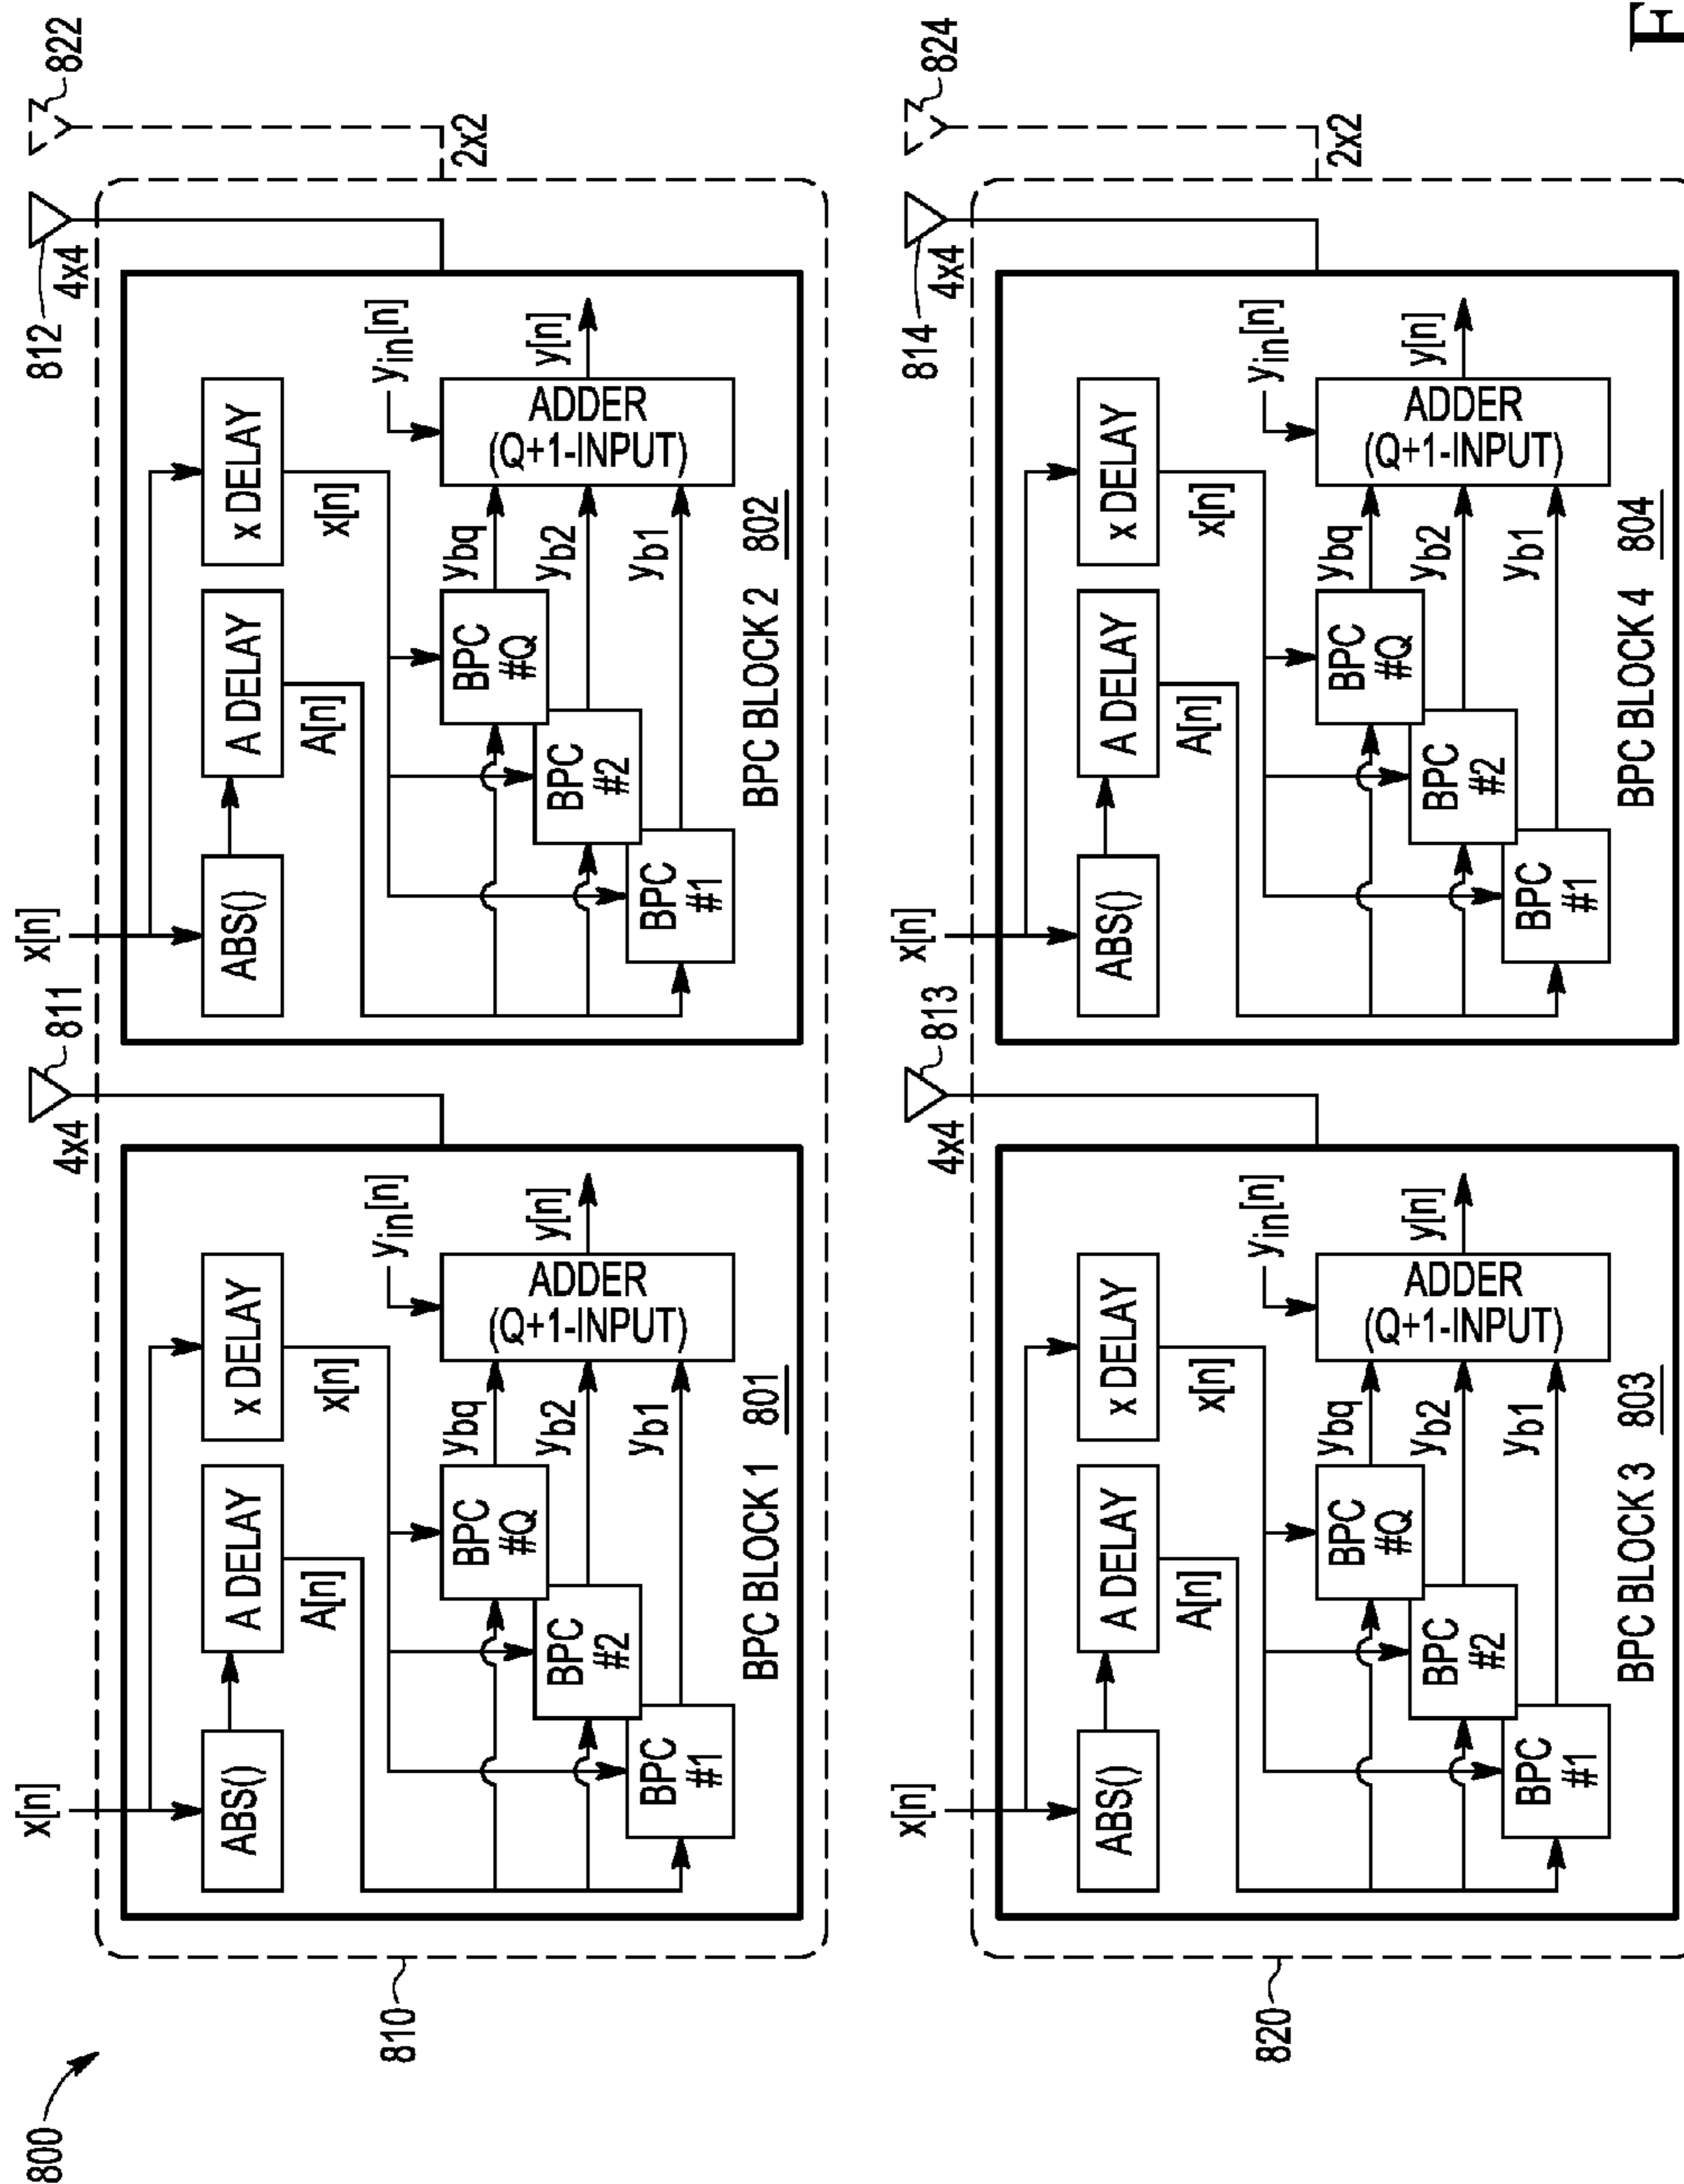 800
810
x[n]
ABS()
A DELAY
x DELAY
A[n]
x[n]
BPC
#1
BPC
#2
BPC
#Q
ybq
yb2
yb1
yin[n]
ADDER
(Q+1-INPUT)
y[n]
BPC BLOCK 1 801
4x4
811
x[n]
ABS()
A DELAY
x DELAY
A[n]
x[n]
BPC
#1
BPC
#2
BPC
#Q
ybq
yb2
yb1
yin[n]
ADDER
(Q+1-INPUT)
y[n]
BPC BLOCK 2 802
4x4
812
2x2
822
820
x[n]
ABS()
A DELAY
x DELAY
A[n]
x[n]
BPC
#1
BPC
#2
BPC
#Q
ybq
yb2
yb1
yin[n]
ADDER
(Q+1-INPUT)
y[n]
BPC BLOCK 3 803
4x4
813
x[n]
ABS()
A DELAY
x DELAY
A[n]
x[n]
BPC
#1
BPC
#2
BPC
#Q
ybq
yb2
yb1
yin[n]
ADDER
(Q+1-INPUT)
y[n]
BPC BLOCK 4 804
4x4
814
2x2
824